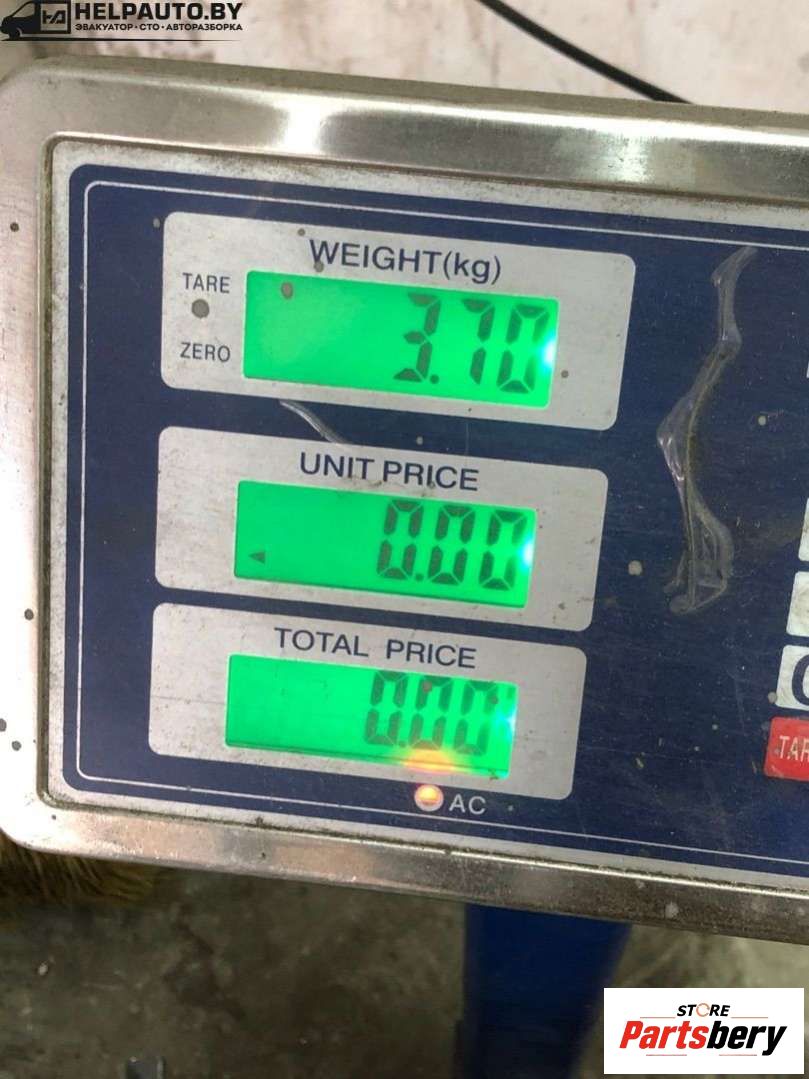 HELPAUTO.BY
ЭВАКУАТОР • СТО • АВТОРАЗБОРКА
WEIGHT(kg)
TARE
3.70
ZERO
UNIT PRICE
0.00
TOTAL PRICE
0.00
TAR
AC
STORE
Partsbery